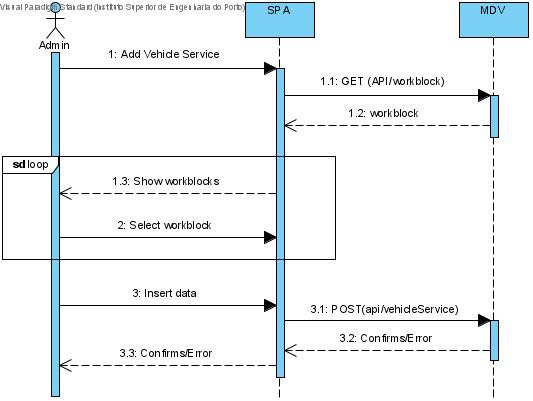 Visual Paradigm Standard (Instituto Superior de Engenharia do Porto)
SPA
MDV
Admin
1: Add Vehicle Service
1.1: GET (API/workblock)
1.2: workblock
sd loop
1.3: Show workblocks
2: Select workblock
3: Insert data
3.1: POST(api/vehicleService)
3.2: Confirms/Error
3.3: Confirms/Error